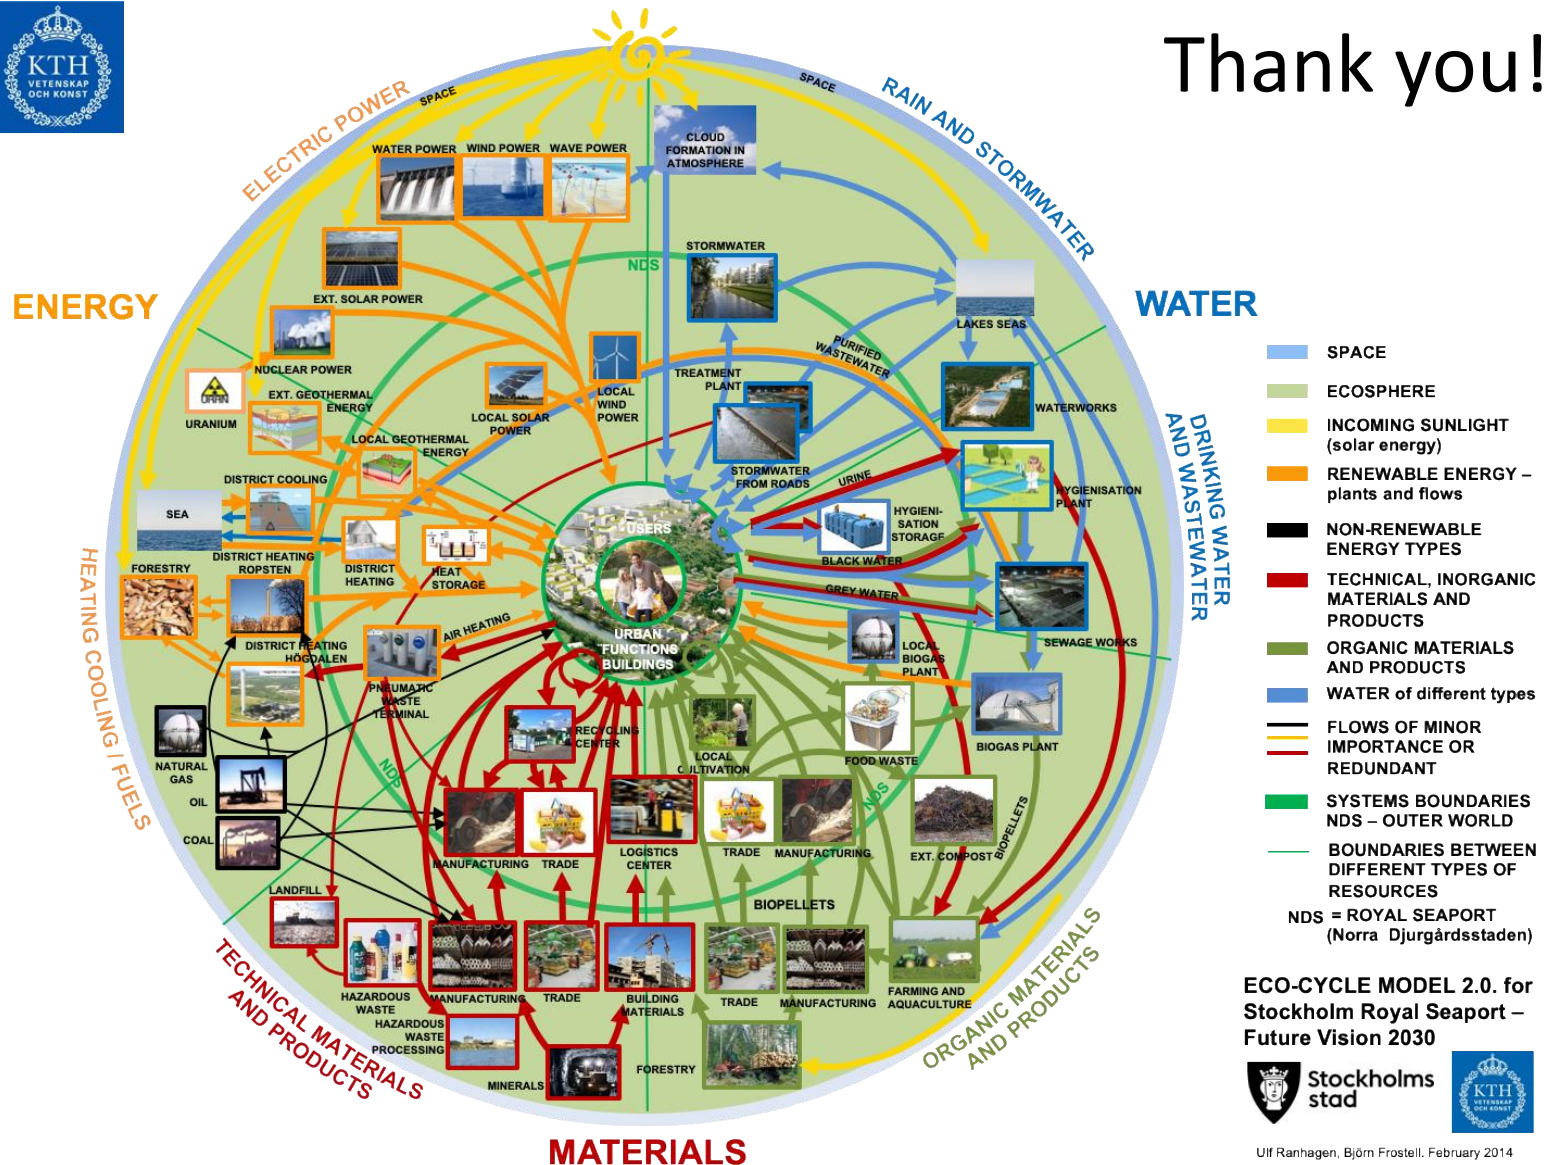 KTH
VETENSKAP
OCH KONST
Thank you!
SPACE
SPACE
ELECTRIC POWER
RAIN AND STORMWATER
ENERGY
WATER
DRINKING WATER
AND WASTEWATER
HEATING COOLING / FUELS
TECHNICAL MATERIALS
AND PRODUCTS
ORGANIC MATERIALS
AND PRODUCTS
MATERIALS
WATER POWER
WIND POWER
WAVE POWER
CLOUD
FORMATION IN
ATMOSPHERE
STORMWATER
NDS
EXT. SOLAR POWER
LAKES SEAS
NUCLEAR POWER
PURIFIED
WASTEWATER
TREATMENT
PLANT
URAN
URANIUM
EXT. GEOTHERMAL
ENERGY
LOCAL SOLAR
POWER
LOCAL
WIND
POWER
WATERWORKS
LOCAL GEOTHERMAL
ENERGY
STORMWATER
FROM ROADS
URINE
HYGIENISATION
PLANT
DISTRICT COOLING
SEA
HYGIENI-
SATION
STORAGE
USERS
DISTRICT HEATING
ROPSTEN
DISTRICT
HEATING
HEAT
STORAGE
BLACK WATER
FORESTRY
GREY WATER
AIR HEATING
URBAN
FUNCTIONS
BUILDINGS
SEWAGE WORKS
DISTRICT HEATING
HÖGDALEN
LOCAL
BIOGAS
PLANT
PNEUMATIC
WASTE
TERMINAL
RECYCLING
CENTER
LOCAL
CULTIVATION
FOOD WASTE
BIOGAS PLANT
NATURAL
GAS
NDS
NDS
OIL
COAL
BIOPELLETS
MANUFACTURING
TRADE
LOGISTICS
CENTER
TRADE
MANUFACTURING
EXT. COMPOST
LANDFILL
BIOPELLETS
HAZARDOUS
WASTE
MANUFACTURING
TRADE
BUILDING
MATERIALS
TRADE
MANUFACTURING
FARMING AND
AQUACULTURE
HAZARDOUS
WASTE
PROCESSING
MINERALS
FORESTRY
SPACE
ECOSPHERE
INCOMING SUNLIGHT
(solar energy)
RENEWABLE ENERGY –
plants and flows
NON-RENEWABLE
ENERGY TYPES
TECHNICAL, INORGANIC
MATERIALS AND
PRODUCTS
ORGANIC MATERIALS
AND PRODUCTS
WATER of different types
FLOWS OF MINOR
IMPORTANCE OR
REDUNDANT
SYSTEMS BOUNDARIES
NDS – OUTER WORLD
BOUNDARIES BETWEEN
DIFFERENT TYPES OF
RESOURCES
NDS = ROYAL SEAPORT
(Norra Djurgårdsstaden)
ECO-CYCLE MODEL 2.0. for
Stockholm Royal Seaport –
Future Vision 2030
Stockholms
stad
KTH
VETENSKAP
OCH KONST
Ulf Ranhagen, Björn Frostell. February 2014